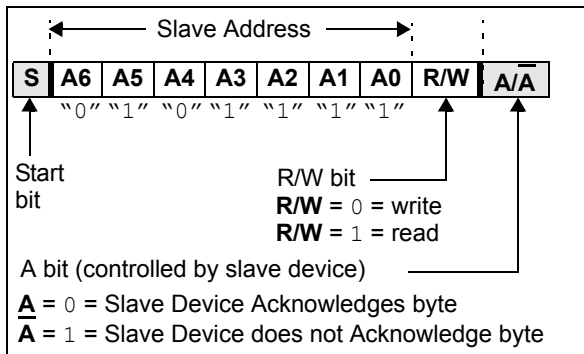 Slave Address
S A6 A5 A4 A3 A2 A1 A0 R/W A/A̅
“0” “1” “0” “1” “1” “1” “1”
Start
bit
R/W bit
R/W = 0 = write
R/W = 1 = read
A bit (controlled by slave device)
A = 0 = Slave Device Acknowledges byte
A̅ = 1 = Slave Device does not Acknowledge byte